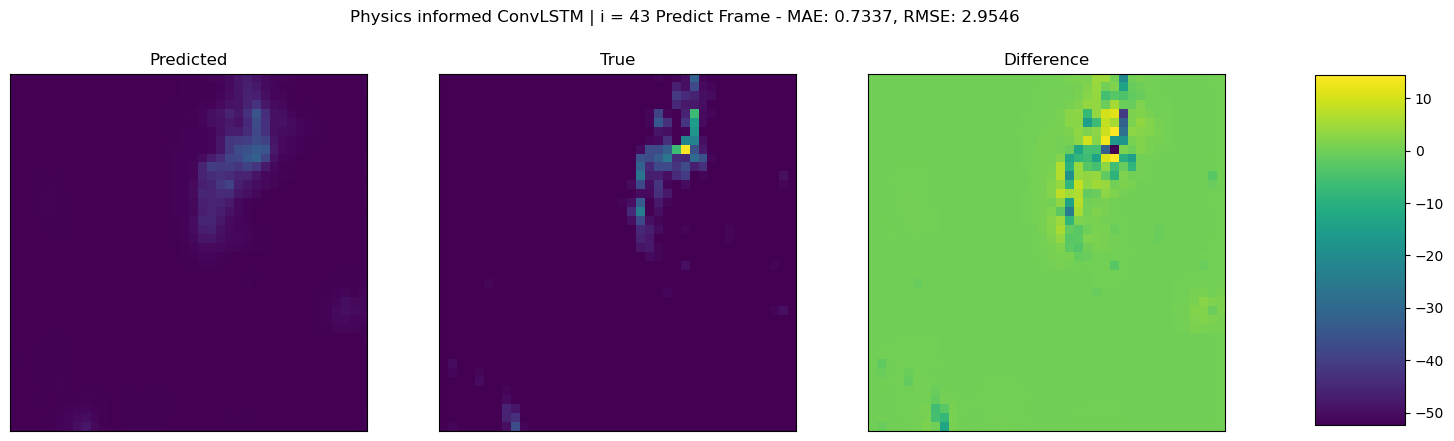 Physics informed ConvLSTM | i = 43 Predict Frame - MAE: 0.7337, RMSE: 2.9546
Predicted
True
Difference
10
0
−10
−20
−30
−40
−50